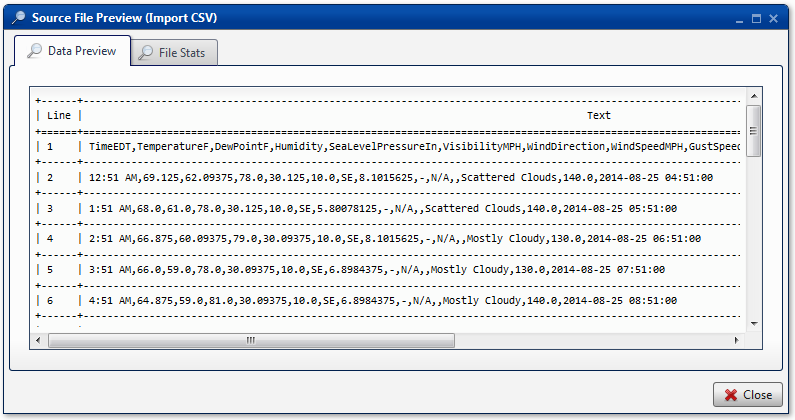 Source File Preview (Import CSV)
Data Preview
File Stats
Line Text
1 TimeEDT,TemperatureF,DewPointF,Humidity,SeaLevelPressureIn,VisibilityMPH,WindDirection,WindSpeedMPH,GustSpeed
2 12:51 AM,69.125,62.09375,78.0,30.125,10.0,SE,8.1015625,-,N/A,,Scattered Clouds,140.0,2014-08-25 04:51:00
3 1:51 AM,68.0,61.0,78.0,30.125,10.0,SE,5.80078125,-,N/A,,Scattered Clouds,140.0,2014-08-25 05:51:00
4 2:51 AM,66.875,60.09375,79.0,30.09375,10.0,SE,8.1015625,-,N/A,,Mostly Cloudy,130.0,2014-08-25 06:51:00
5 3:51 AM,66.0,59.0,78.0,30.09375,10.0,SE,6.8984375,-,N/A,,Mostly Cloudy,130.0,2014-08-25 07:51:00
6 4:51 AM,64.875,59.0,81.0,30.09375,10.0,SE,6.8984375,-,N/A,,Mostly Cloudy,140.0,2014-08-25 08:51:00
Close